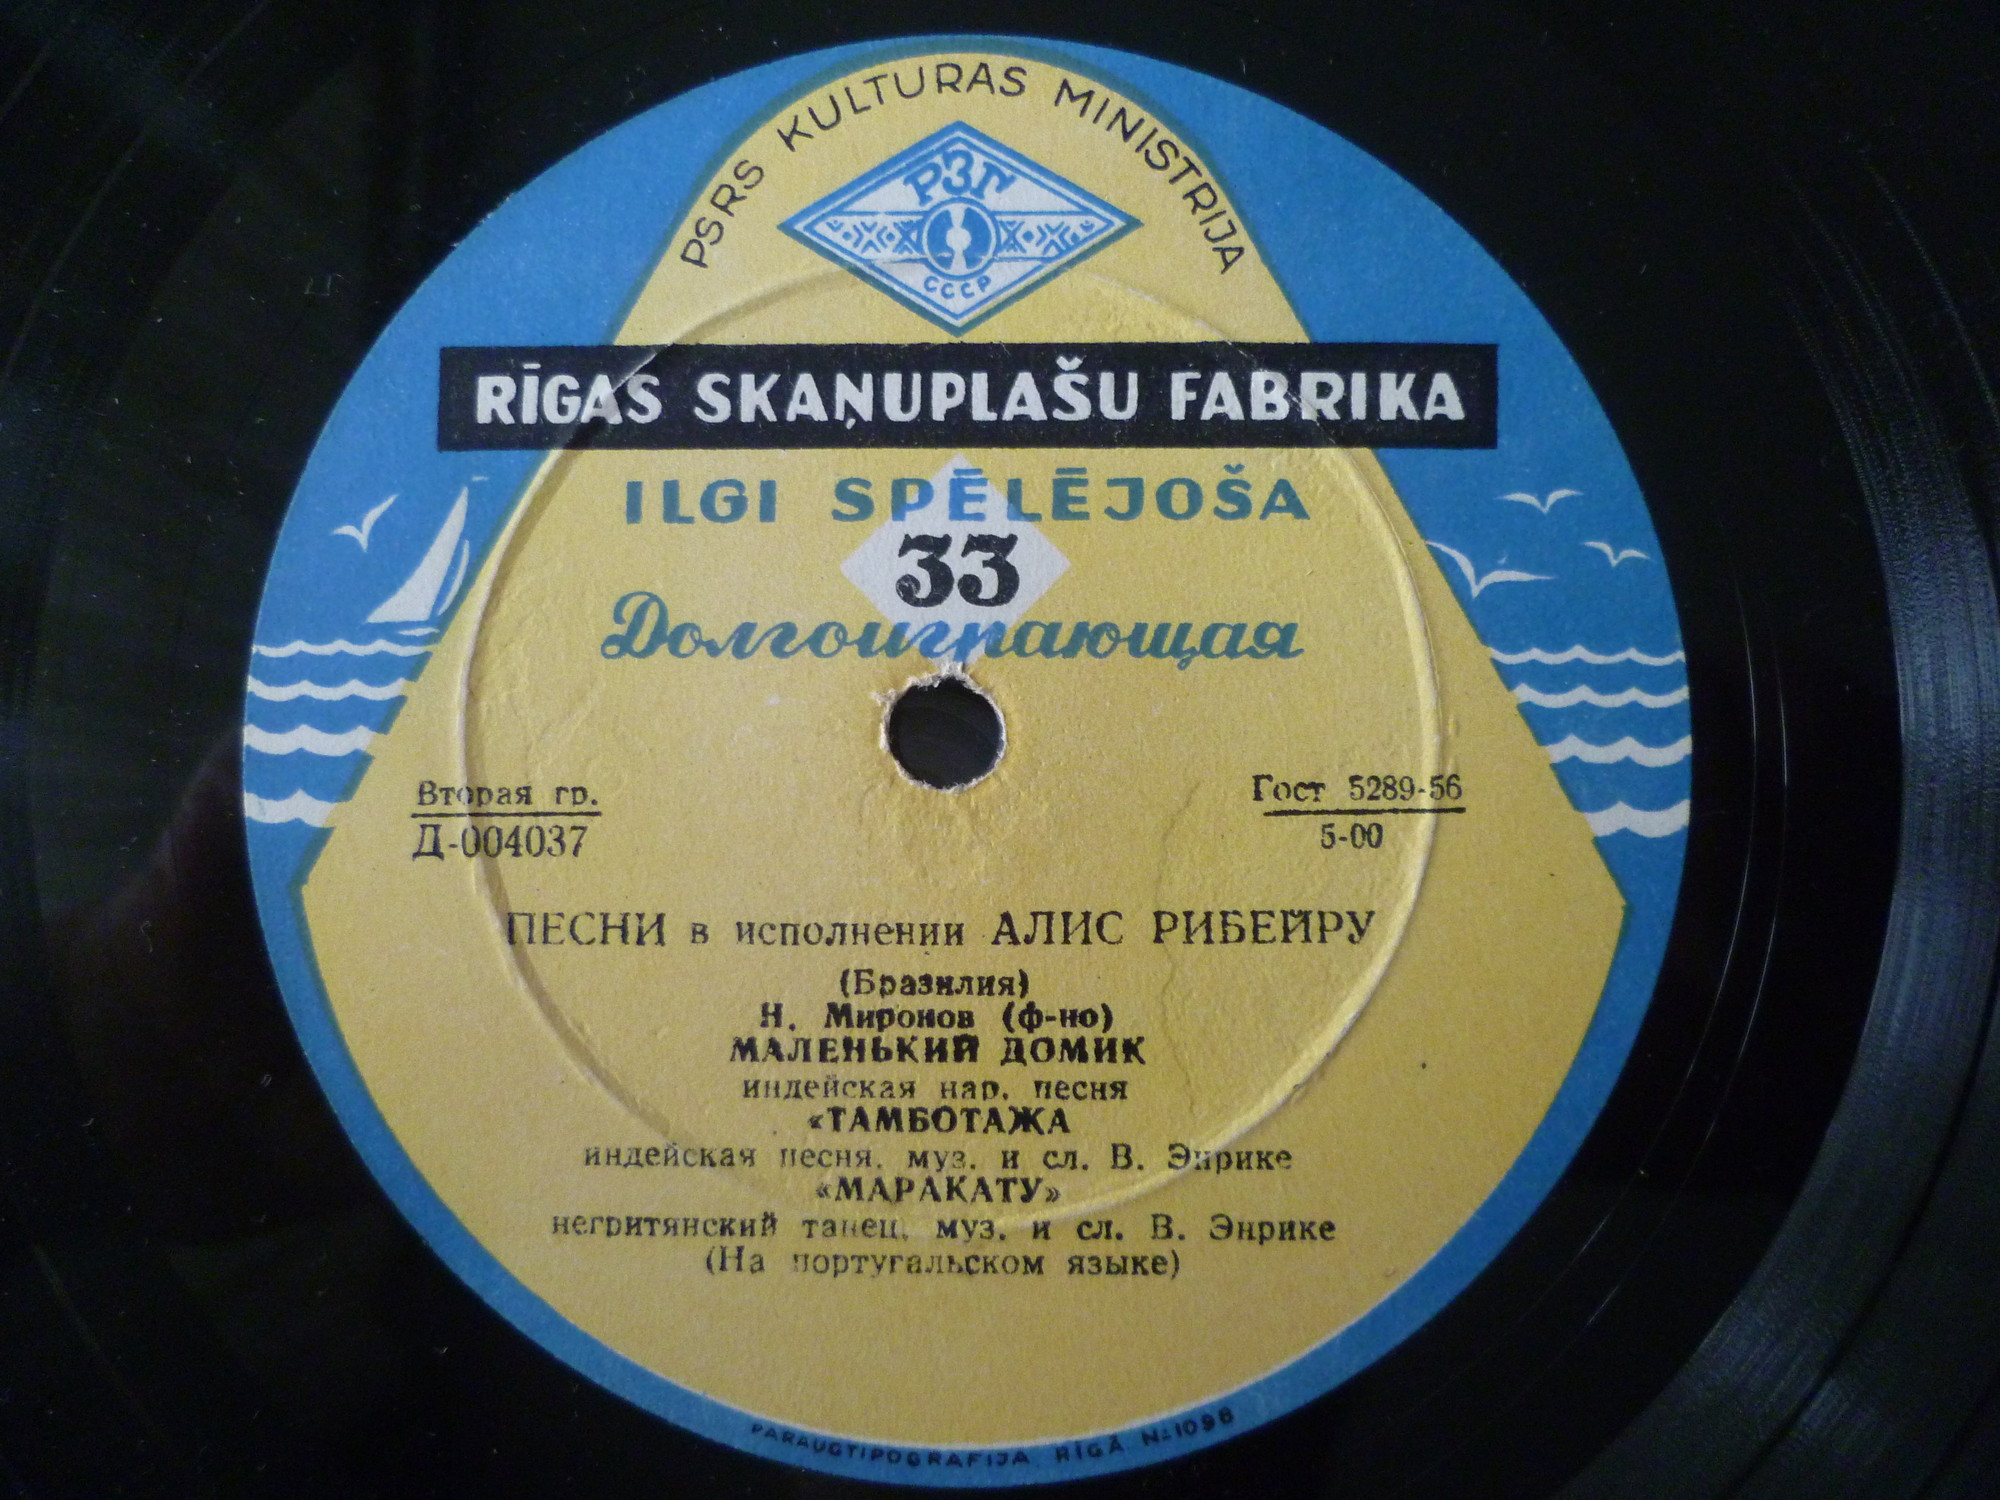 PSRS KULTURAS MINISTRIJA
РЗГ
СССР
RĪGAS SKAŅUPLAŠU FABRIKA
ILGI SPĒLĒJOŠA
33
Долгоиграющая
Вторая гр.
Д-004037
Гост 5289-56
5-00
ПЕСНИ в исполнении АЛИС РИБЕЙРУ
(Бразилия)
Н. Миронов (ф-но)
МАЛЕНЬКИЙ ДОМИК
индейская нар. песня
«ТАМБОТАЖА
индейская песня, муз. и сл. В. Энрике
«МАРАКАТУ»
негритянский танец, муз. и сл. В. Энрике
(На португальском языке)
PARAUGTIPOGRAFIJA RĪGĀ № 1098